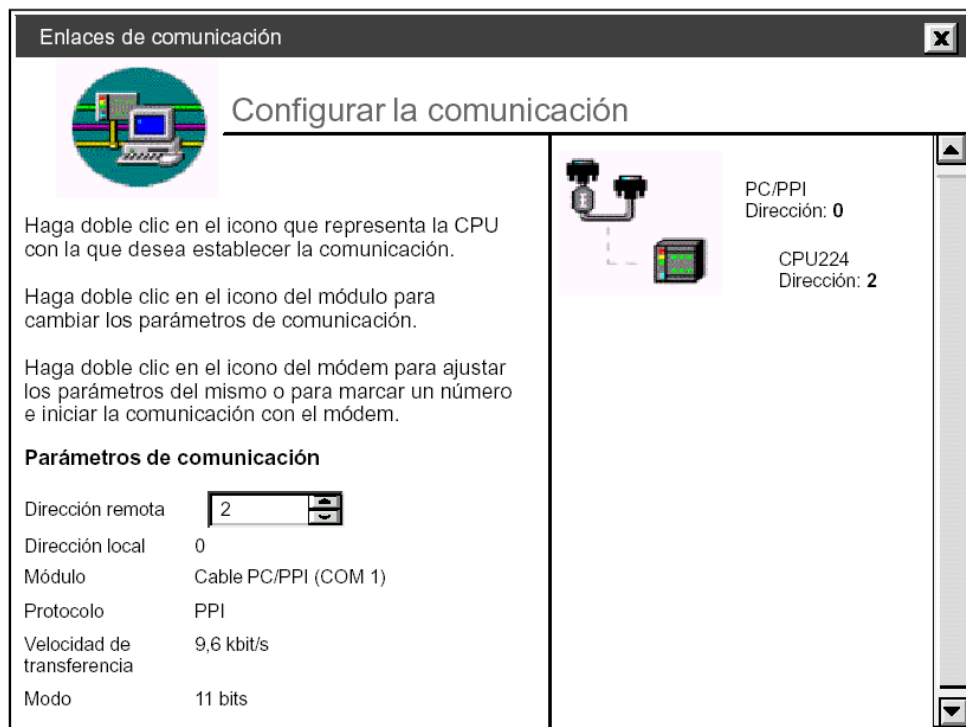 Enlaces de comunicación
Configurar la comunicación
Haga doble clic en el icono que representa la CPU
con la que desea establecer la comunicación.
Haga doble clic en el icono del módulo para
cambiar los parámetros de comunicación.
Haga doble clic en el icono del módem para ajustar
los parámetros del mismo o para marcar un número
e iniciar la comunicación con el módem.
Parámetros de comunicación
Dirección remota 2
Dirección local 0
Módulo Cable PC/PPI (COM 1)
Protocolo PPI
Velocidad de
transferencia 9,6 kbit/s
Modo 11 bits
PC/PPI
Dirección: 0
CPU224
Dirección: 2